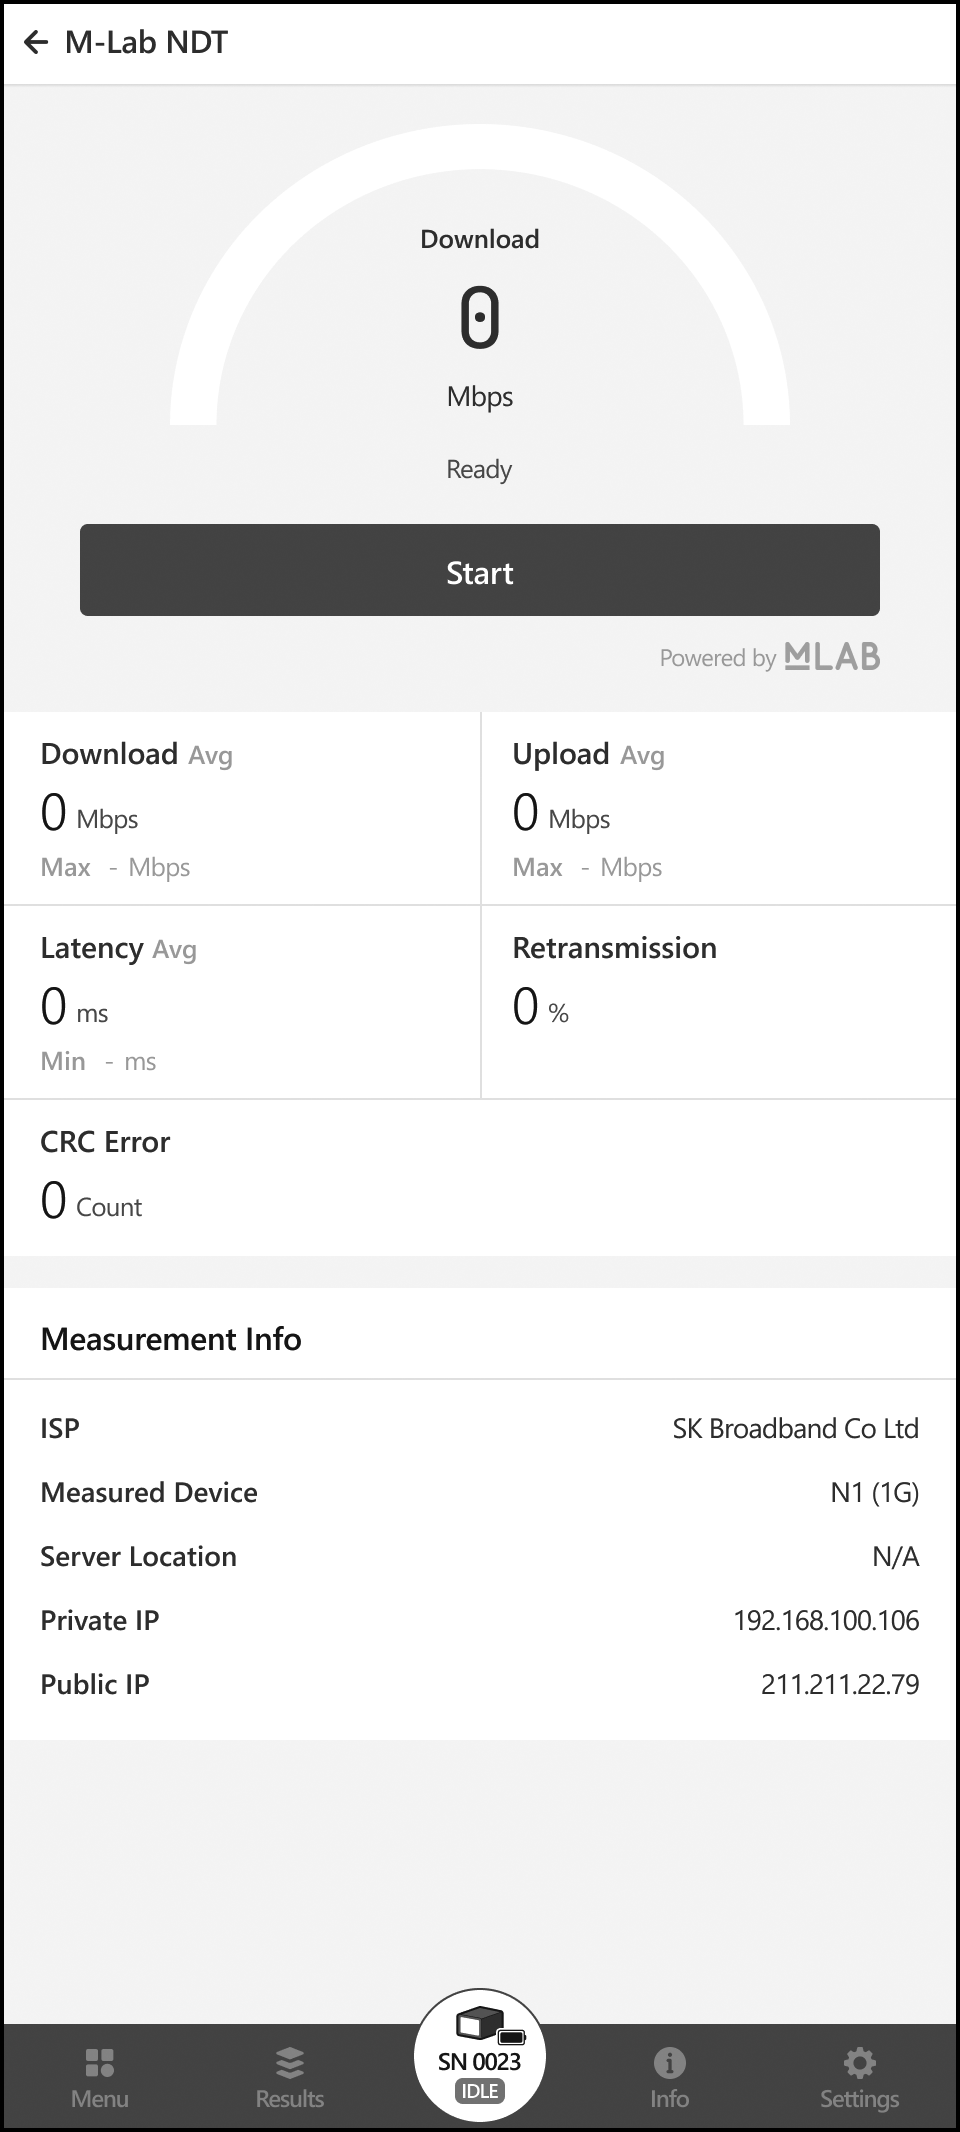 M-Lab NDT
Download
0
Mbps
Ready
Start
Powered by MLAB
Download Avg
0 Mbps
Max - Mbps
Upload Avg
0 Mbps
Max - Mbps
Latency Avg
0 ms
Min - ms
Retransmission
0 %
CRC Error
0 Count
Measurement Info
ISP SK Broadband Co Ltd
Measured Device N1 (1G)
Server Location N/A
Private IP 192.168.100.106
Public IP 211.211.22.79
Menu
Results
SN 0023
IDLE
Info
Settings